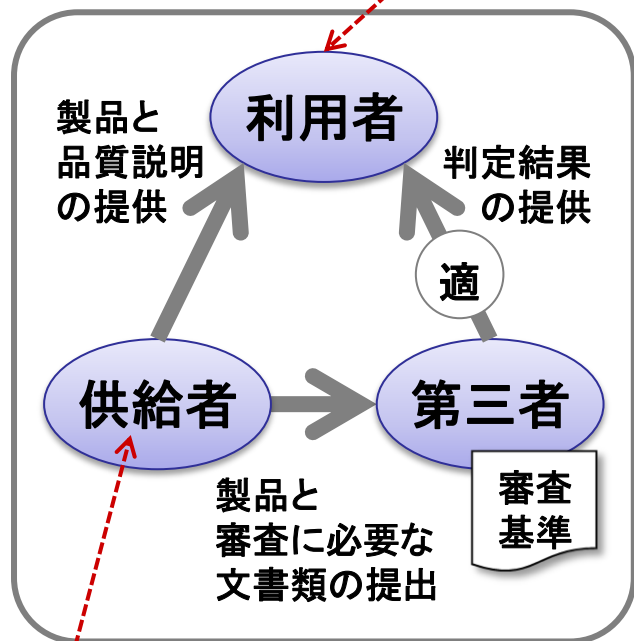 利用者
製品と
品質説明
の提供
判定結果
の提供
適
供給者
第三者
審査
基準
製品と
審査に必要な
文書類の提出